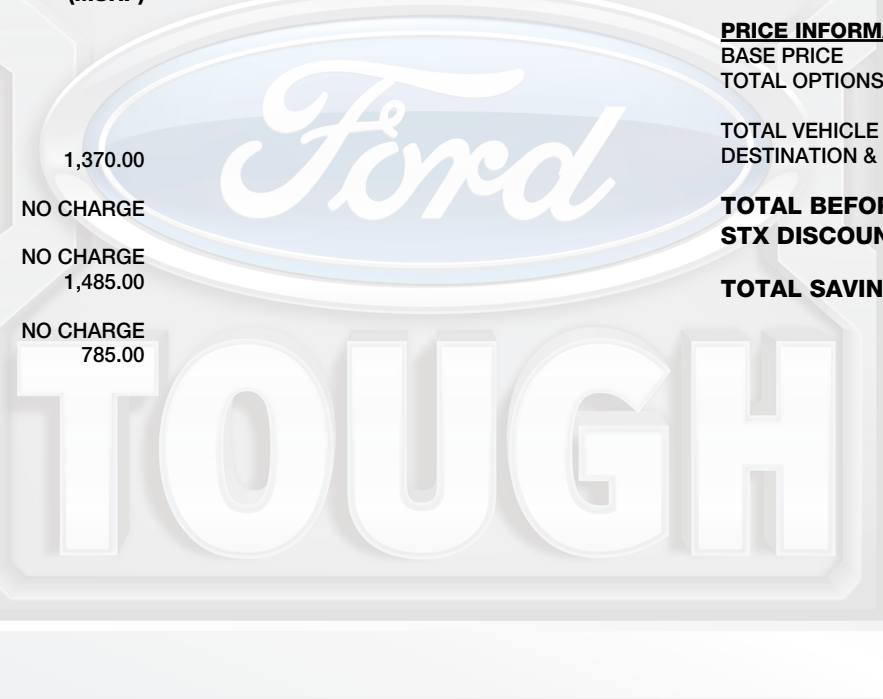 PRICE INFORM
BASE PRICE
TOTAL OPTIONS
TOTAL VEHICLE
DESTINATION &
TOTAL BEFOR
STX DISCOUN
TOTAL SAVIN
1,370.00
NO CHARGE
NO CHARGE
1,485.00
NO CHARGE
785.00
Ford
TOUGH